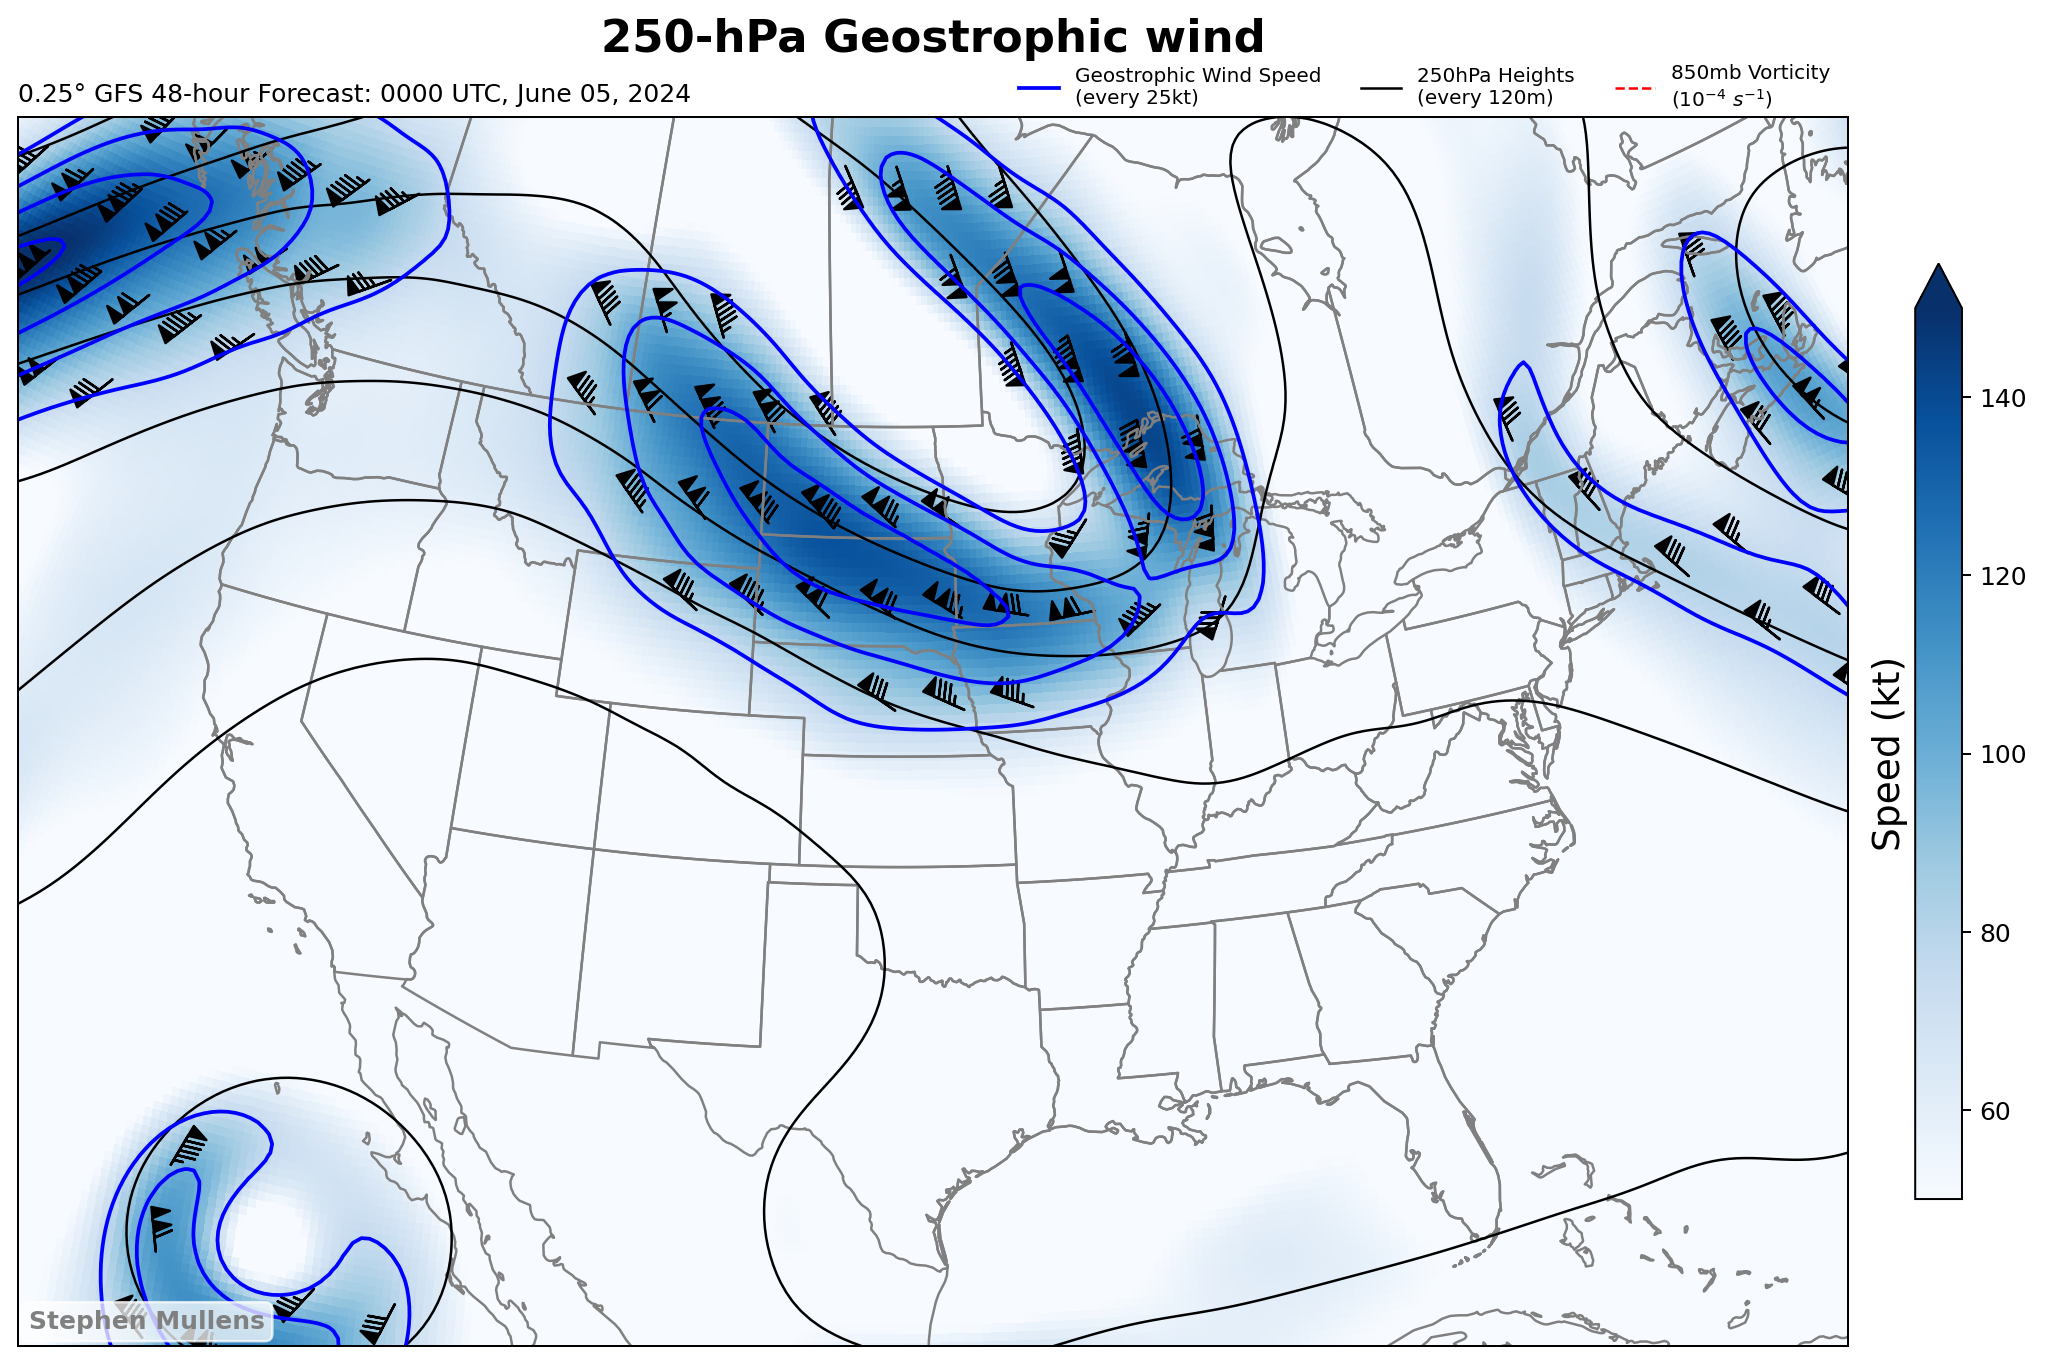 250-hPa Geostrophic wind
0.25° GFS 48-hour Forecast: 0000 UTC, June 05, 2024
Geostrophic Wind Speed
(every 25kt)
250hPa Heights
(every 120m)
850mb Vorticity
(10⁻⁴ s⁻¹)
140
120
100
80
60
Speed (kt)
Stephen Mullens